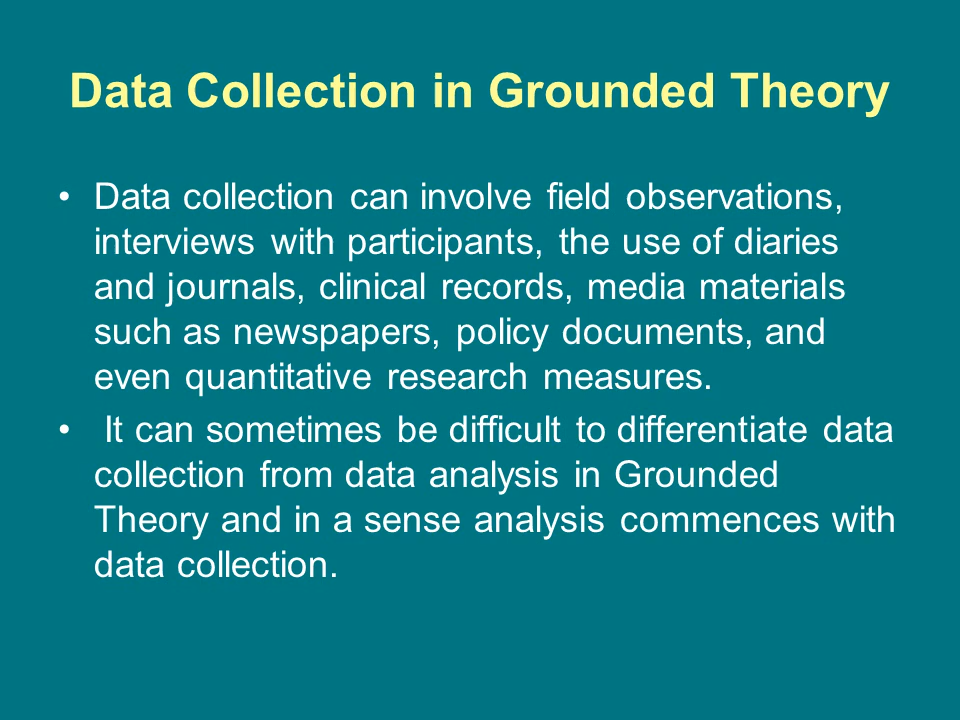 Data Collection in Grounded Theory
• Data collection can involve field observations,
interviews with participants, the use of diaries
and journals, clinical records, media materials
such as newspapers, policy documents, and
even quantitative research measures.
• It can sometimes be difficult to differentiate data
collection from data analysis in Grounded
Theory and in a sense analysis commences with
data collection.